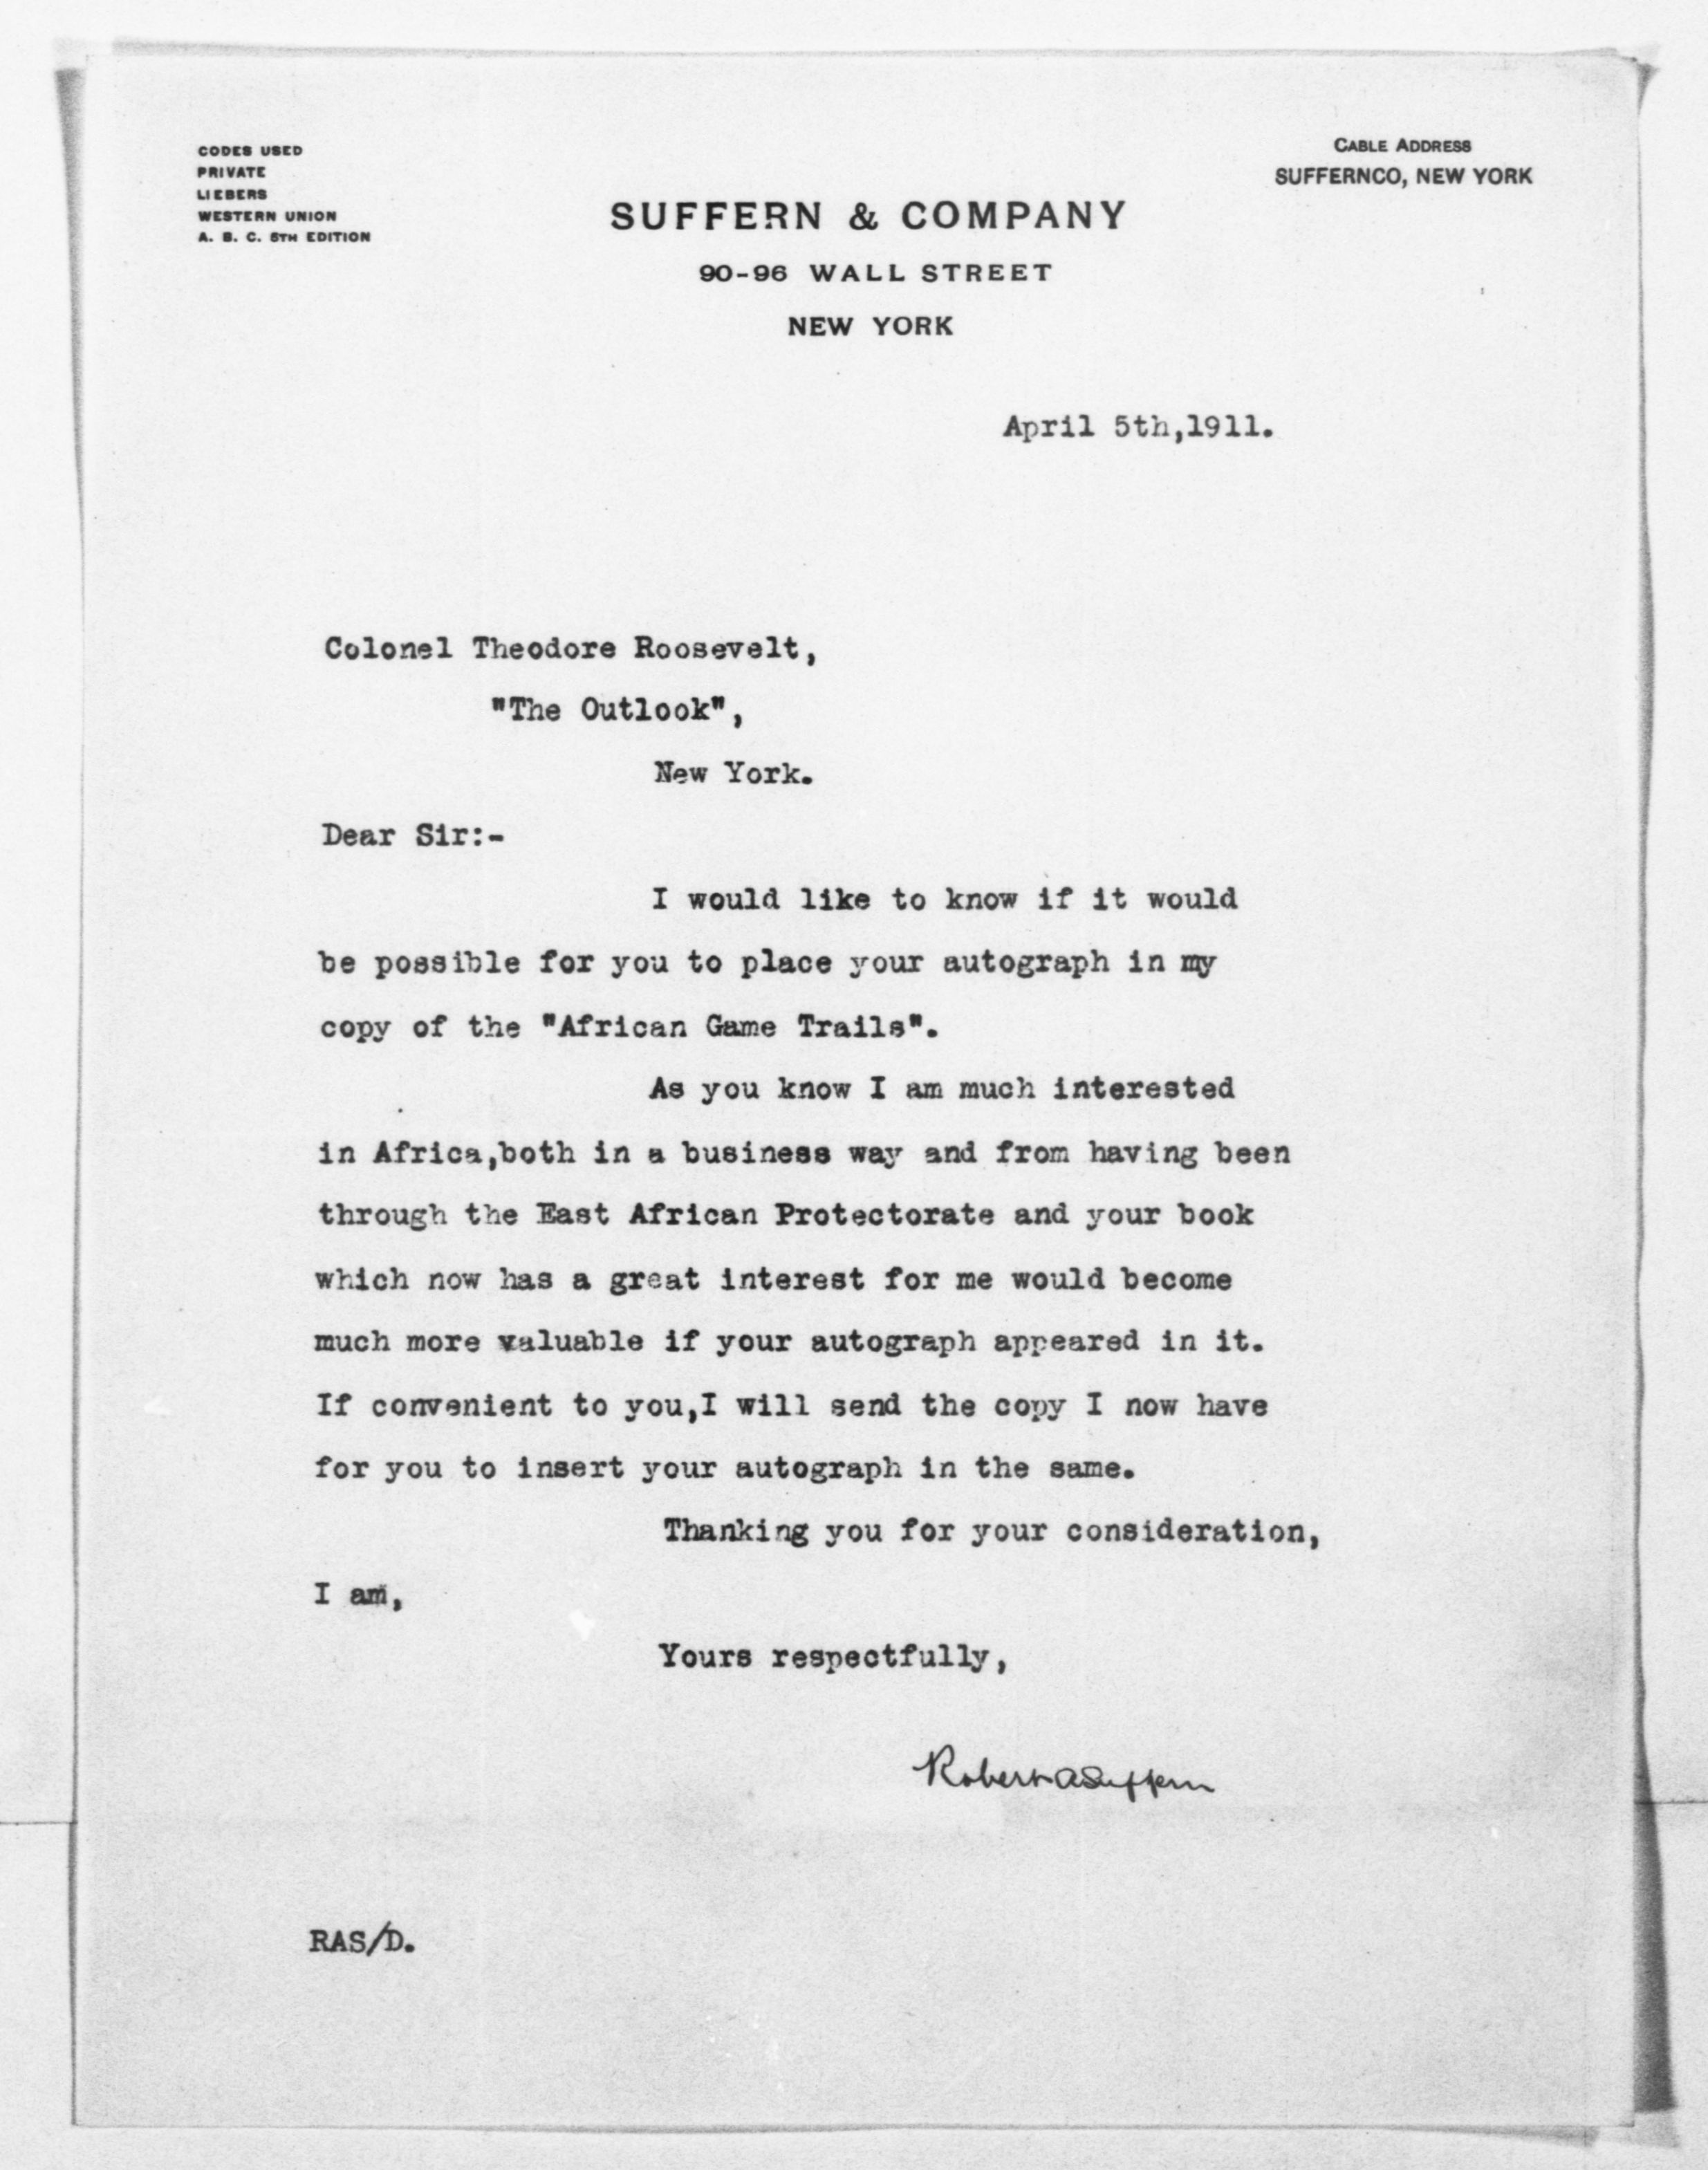 CODES USED
PRIVATE
LIEBERS
WESTERN UNION
A. B. C. 5TH EDITION
CABLE ADDRESS
SUFFERNCO, NEW YORK
SUFFERN & COMPANY
90-96 WALL STREET
NEW YORK
April 5th,1911.
Colonel Theodore Roosevelt,
"The Outlook",
New York.
Dear Sir:-
I would like to know if it would
be possible for you to place your autograph in my
copy of the "African Game Trails".
As you know I am much interested
in Africa,both in a business way and from having been
through the East African Protectorate and your book
which now has a great interest for me would become
much more valuable if your autograph appeared in it.
If convenient to you,I will send the copy I now have
for you to insert your autograph in the same.
Thanking you for your consideration,
I am,
Yours respectfully,
Robert A Suffern
RAS/D.